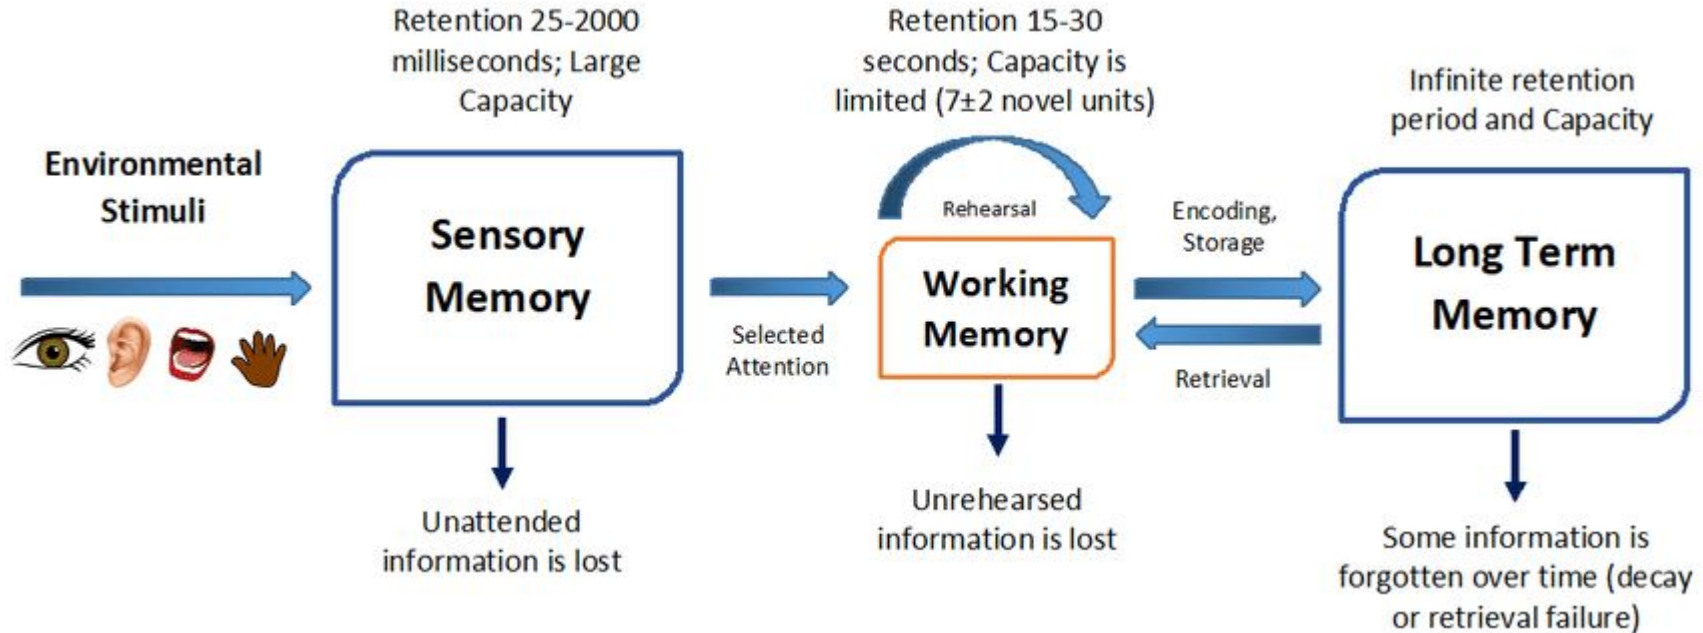 Retention 25-2000
milliseconds; Large
Capacity
Retention 15-30
seconds; Capacity is
limited (7±2 novel units)
Infinite retention
period and Capacity
Environmental
Stimuli
Sensory
Memory
Selected
Attention
Rehearsal
Working
Memory
Encoding,
Storage
Retrieval
Long Term
Memory
Unattended
information is lost
Unrehearsed
information is lost
Some information is
forgotten over time (decay
or retrieval failure)